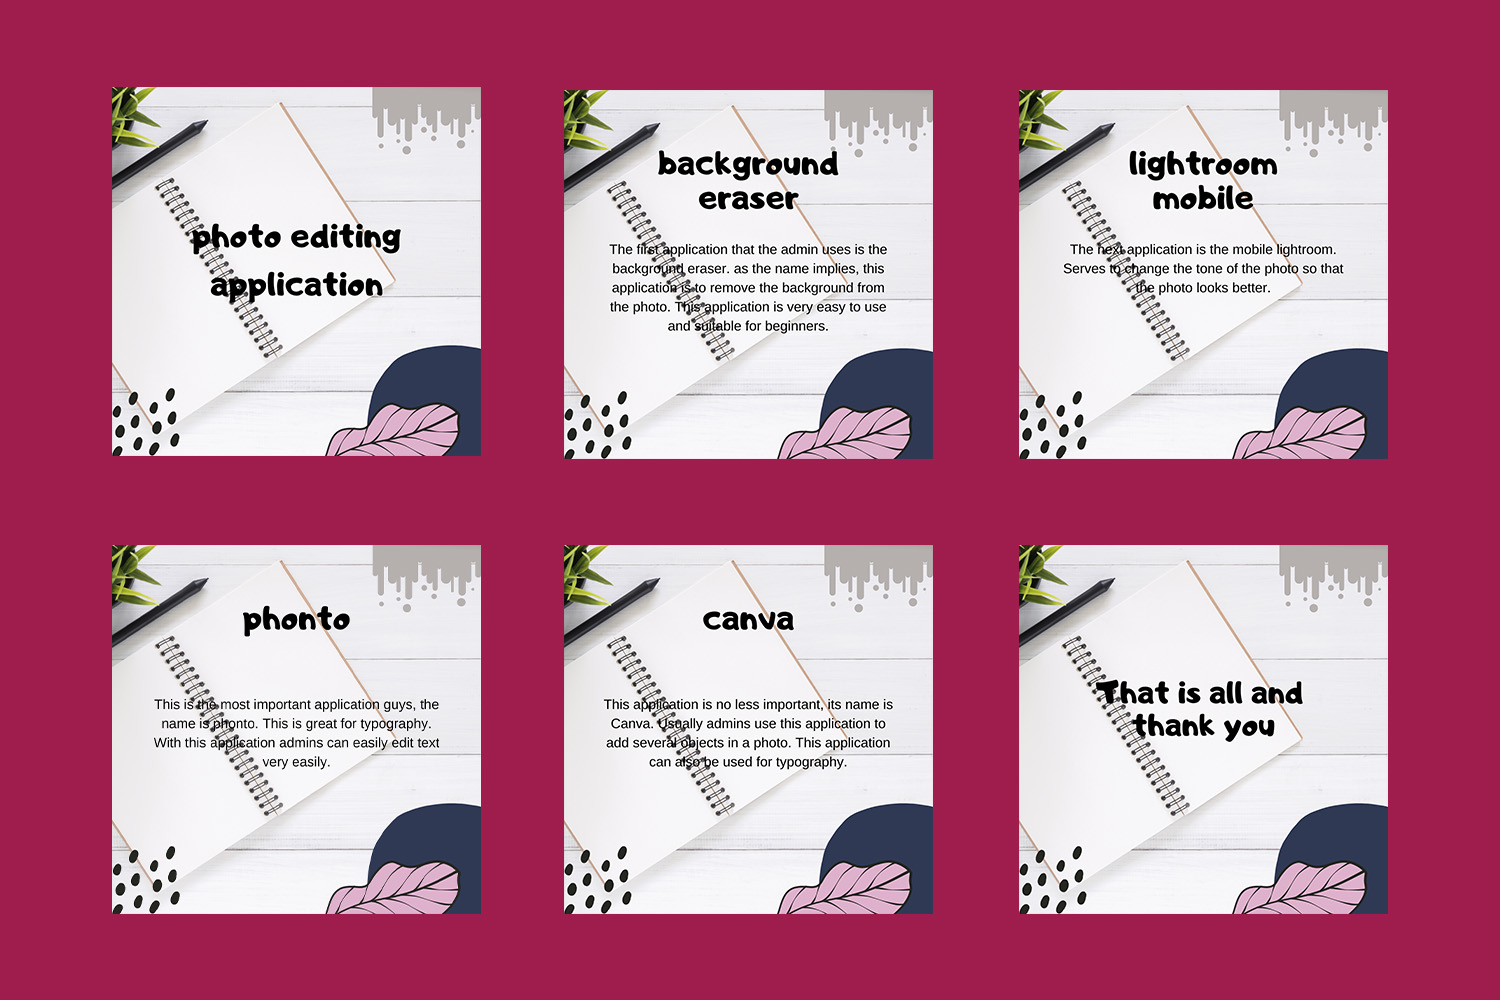 photo editing
application
background
eraser
The first application that the admin uses is the
background eraser. as the name implies, this
application is to remove the background from
the photo. This application is very easy to use
and suitable for beginners.
lightroom
mobile
The next application is the mobile lightroom.
Serves to change the tone of the photo so that
the photo looks better.
phonto
This is the most important application guys, the
name is phonto. This is great for typography.
With this application admins can easily edit text
very easily.
canva
This application is no less important, its name is
Canva. Usually admins use this application to
add several objects in a photo. This application
can also be used for typography.
That is all and
thank you